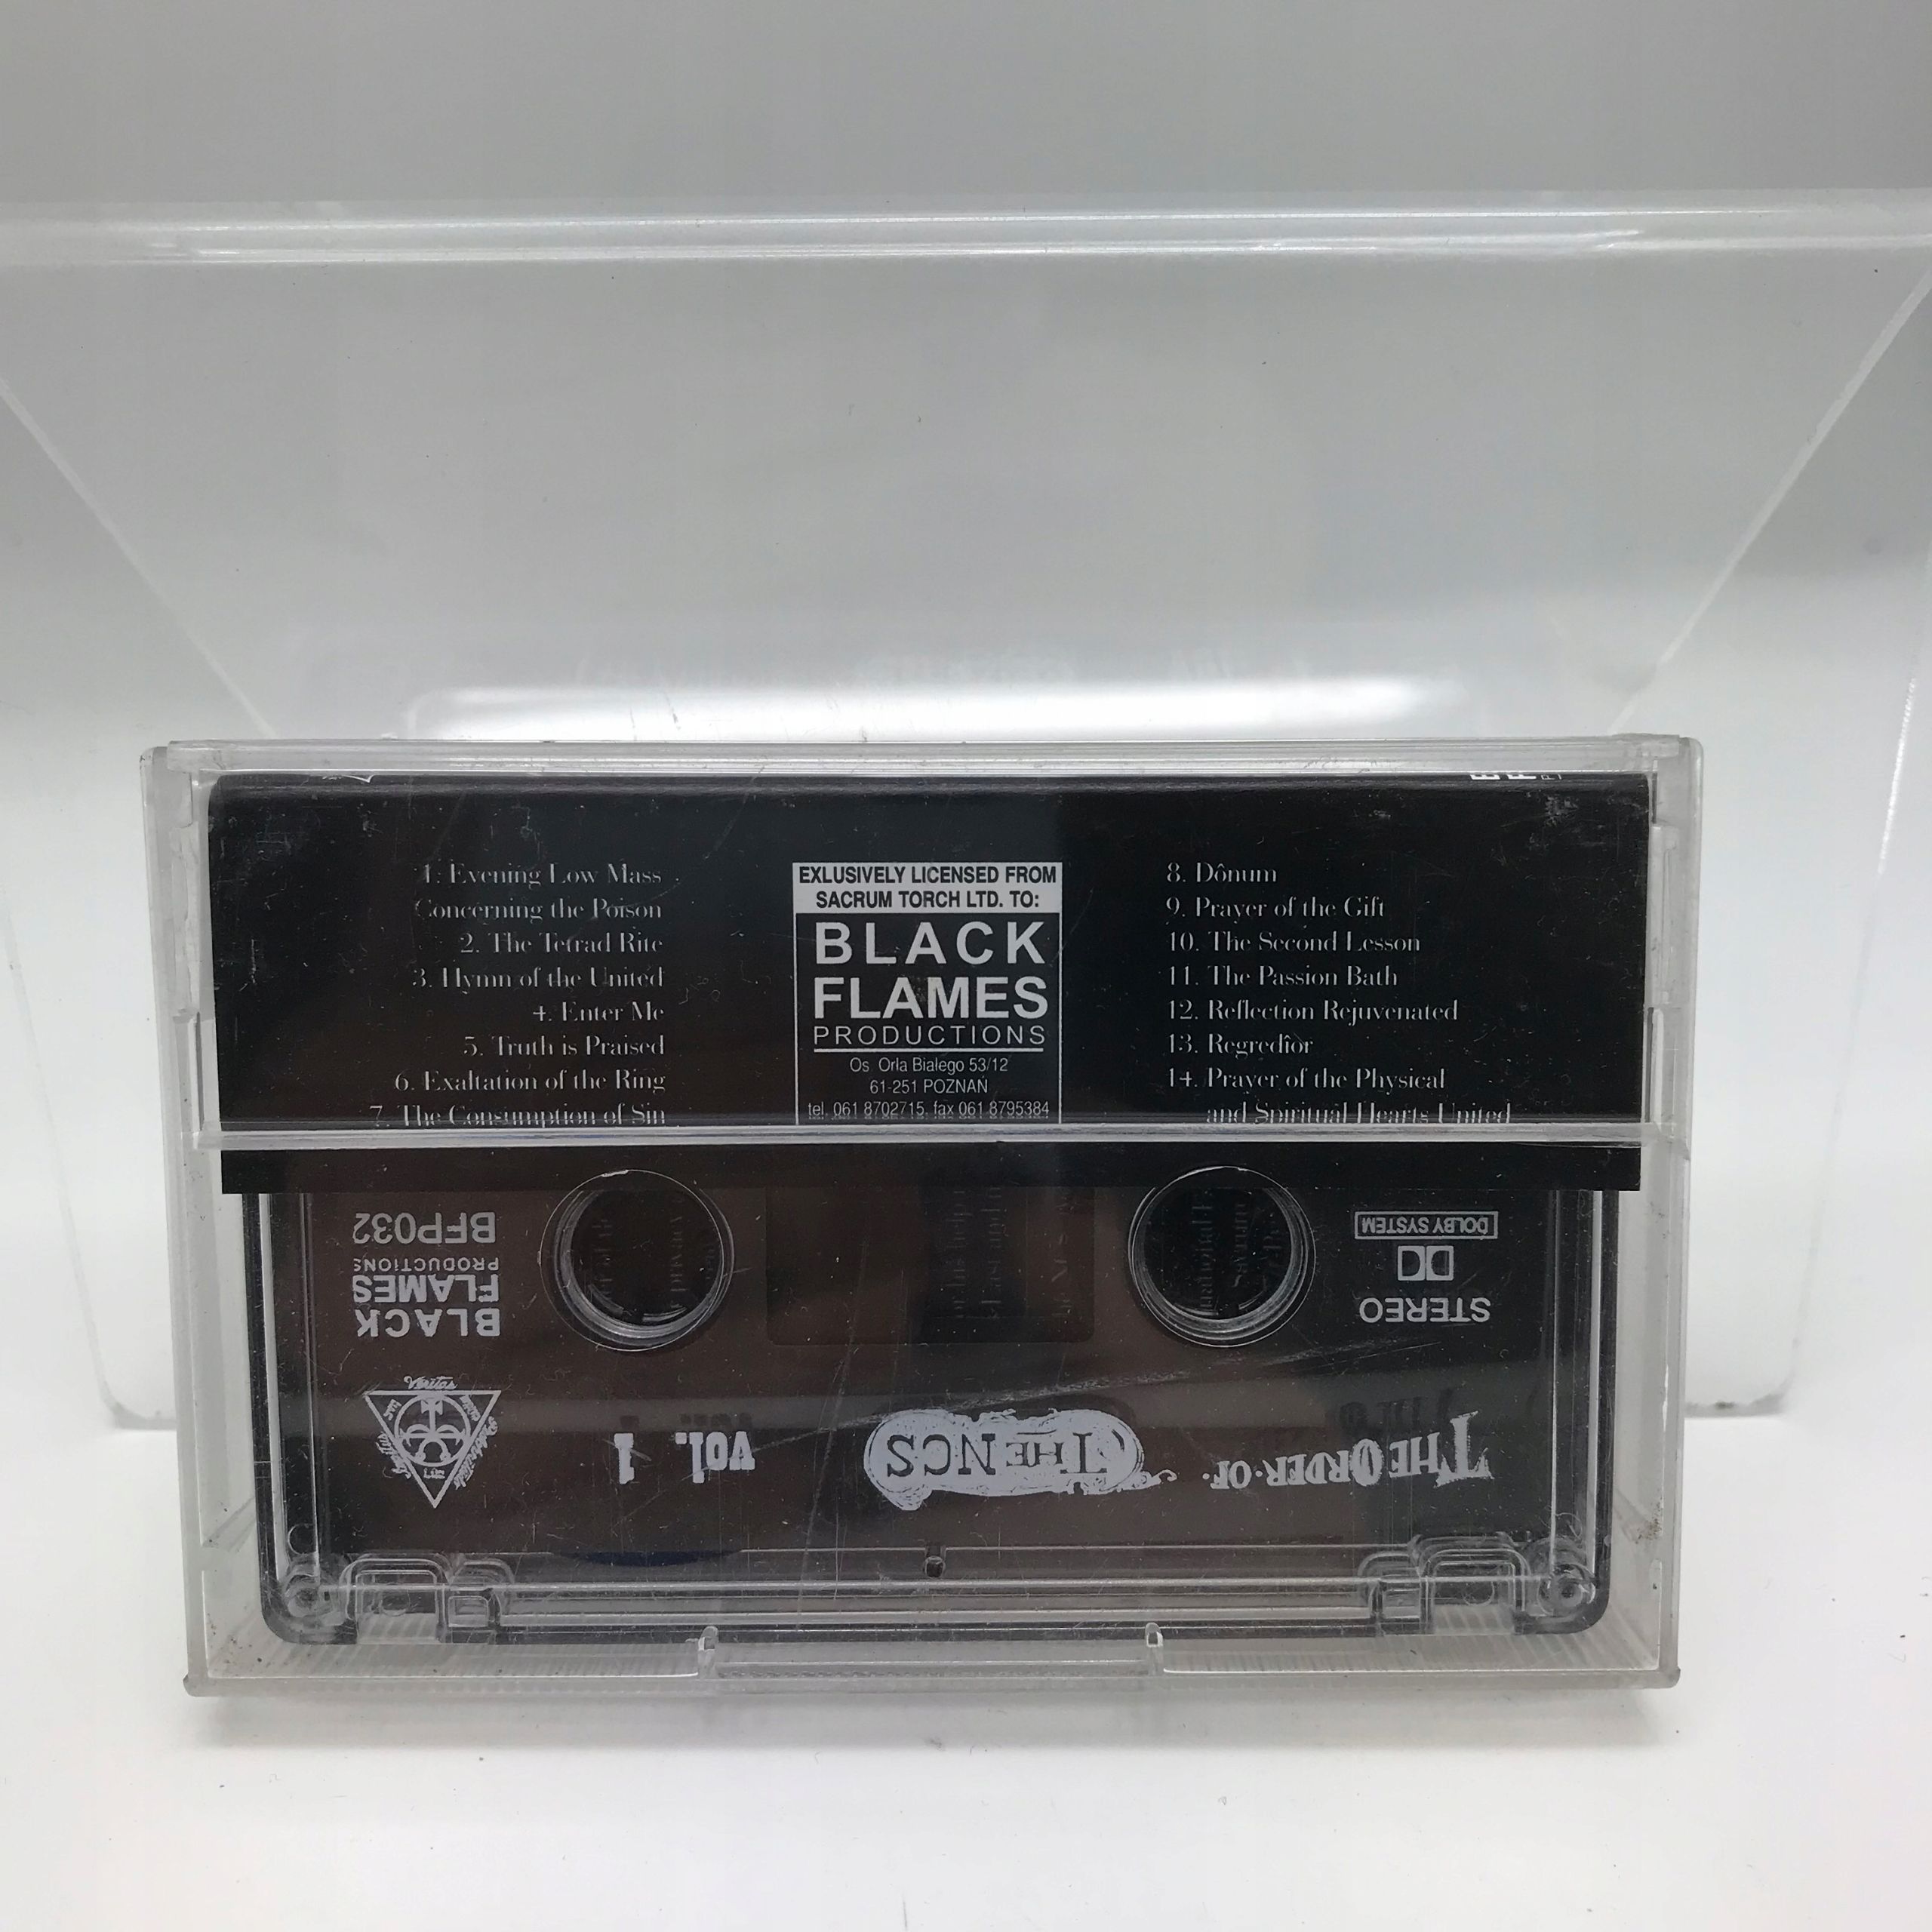 1. Evening Low Mass
Concerning the Poison
2. The Tetrad Rite
3. Hymn of the United
4. Enter Me
5. Truth is Praised
6. Exaltation of the Ring
7. The Consumption of Sin
EXLUSIVELY LICENSED FROM
SACRUM TORCH LTD. TO:
BLACK
FLAMES
PRODUCTIONS
Os. Orła Białego 53/12
61-251 POZNAŃ
tel. 061 8702715, fax 061 8795384
8. Dônum
9. Prayer of the Gift
10. The Second Lesson
11. The Passion Bath
12. Reflection Rejuvenated
13. Regredîor
14. Prayer of the Physical
and Spiritual Hearts United
THE ORDER·OF·
THE NCS
VOL. 1
Veritas
STEREO
DOLBY SYSTEM
BLACK
FLAMES
PRODUCTIONS
BFP032